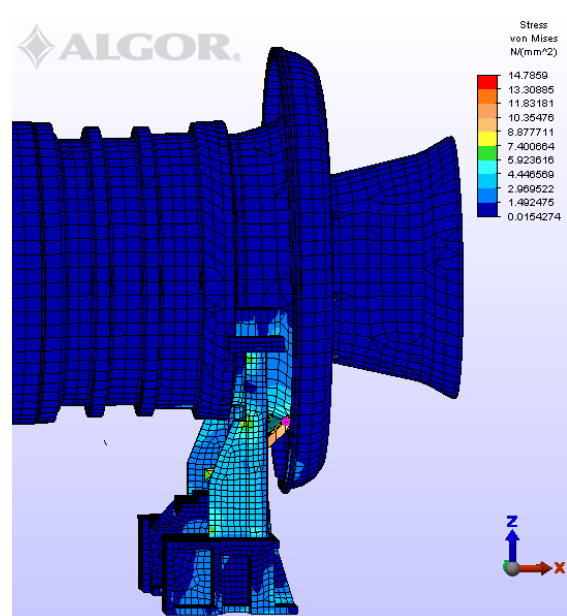 ALGOR.
Stress
von Mises
N/(mm^2)
14.7859
13.30885
11.83181
10.35476
8.877711
7.400664
5.923616
4.446569
2.969522
1.492475
0.0154274
Z
X